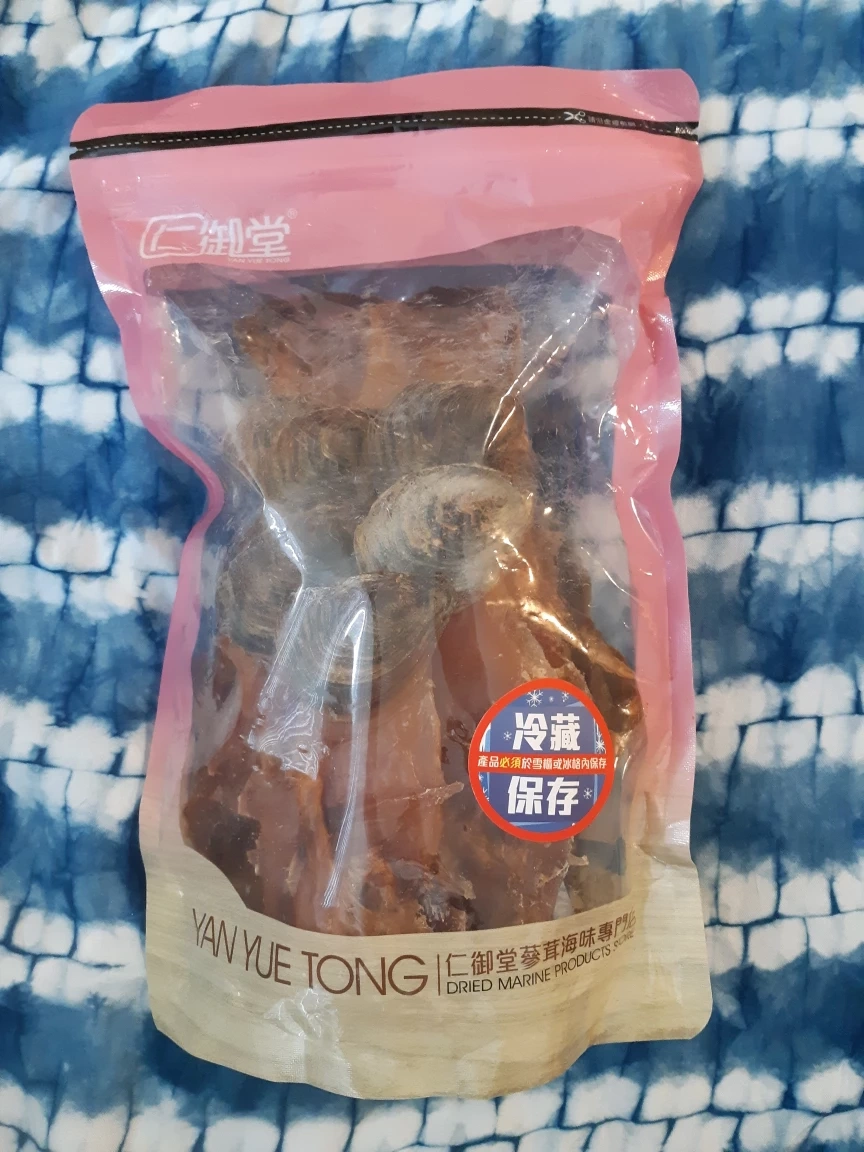 仁御堂®
YAN YUE TONG
冷藏
產品必須於雪櫃或冰格內保存
保存
YAN YUE TONG
仁御堂蔘茸海味專門
DRIED MARINE PRODUCTS STORE